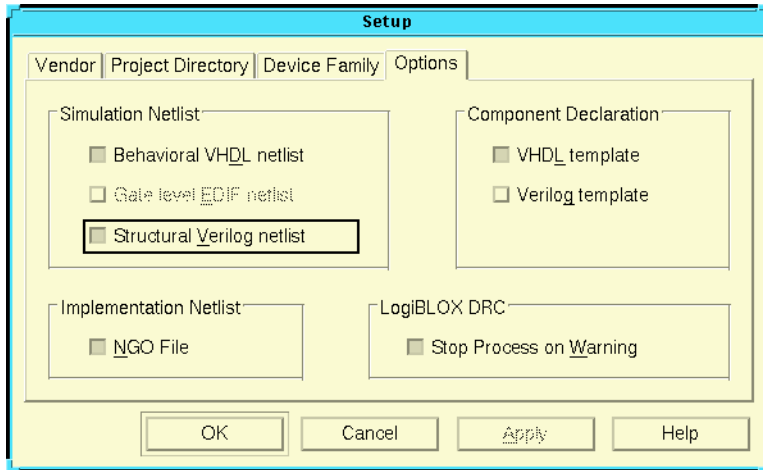 Setup
Vendor Project Directory Device Family Options
Simulation Netlist
Behavioral VHDL netlist
Gate level EDIF netlist
Structural Verilog netlist
Component Declaration
VHDL template
Verilog template
Implementation Netlist
NGO File
LogiBLOX DRC
Stop Process on Warning
OK Cancel Apply Help